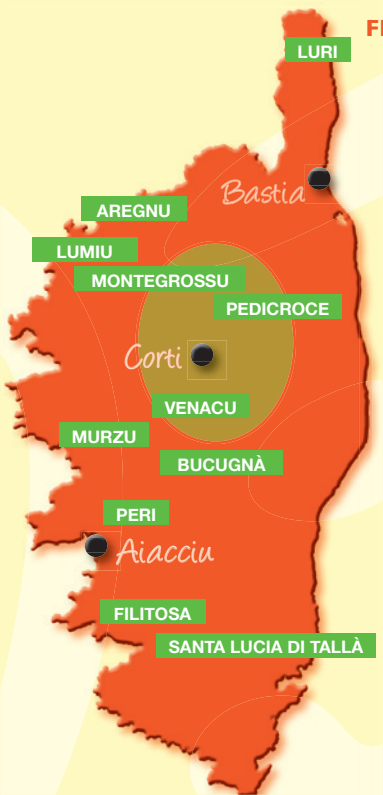 LURI
Bastia
AREGNU
LUMIU
MONTEGROSSU
PEDICROCE
Corti
VENACU
MURZU
BUCUGNÀ
PERI
Aiacciu
FILITOSA
SANTA LUCIA DI TALLÀ